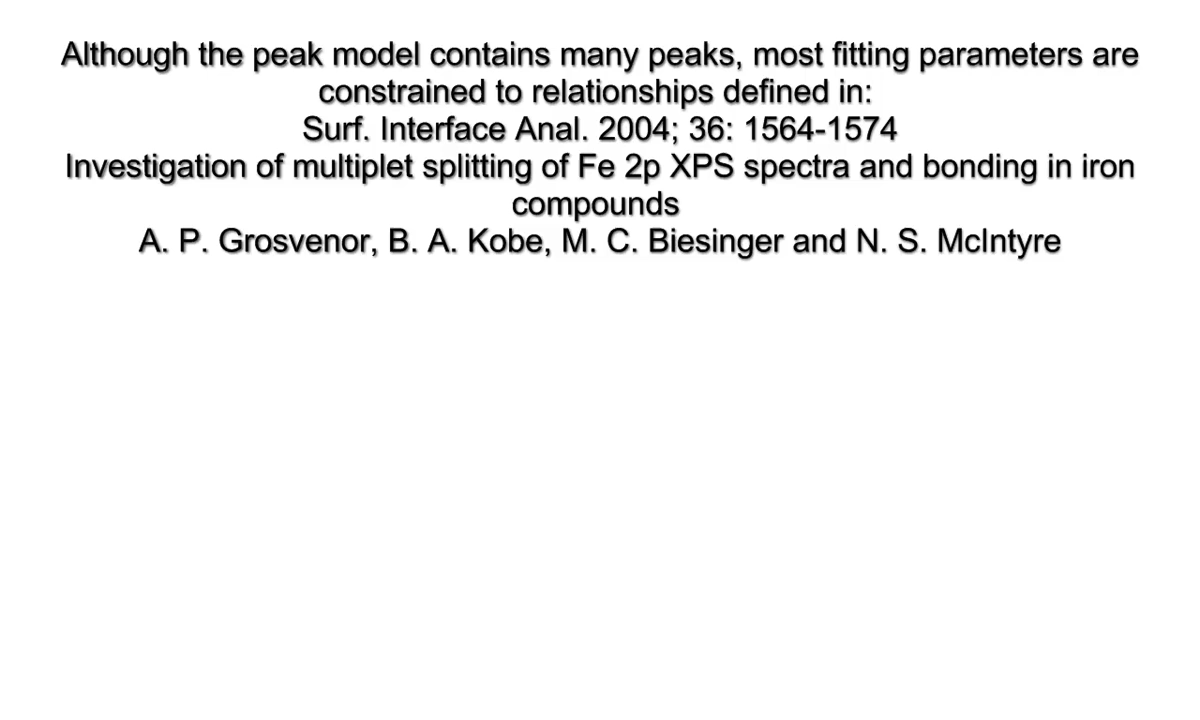 Although the peak model contains many peaks, most fitting parameters are
constrained to relationships defined in:
Surf. Interface Anal. 2004; 36: 1564-1574
Investigation of multiplet splitting of Fe 2p XPS spectra and bonding in iron
compounds
A. P. Grosvenor, B. A. Kobe, M. C. Biesinger and N. S. McIntyre